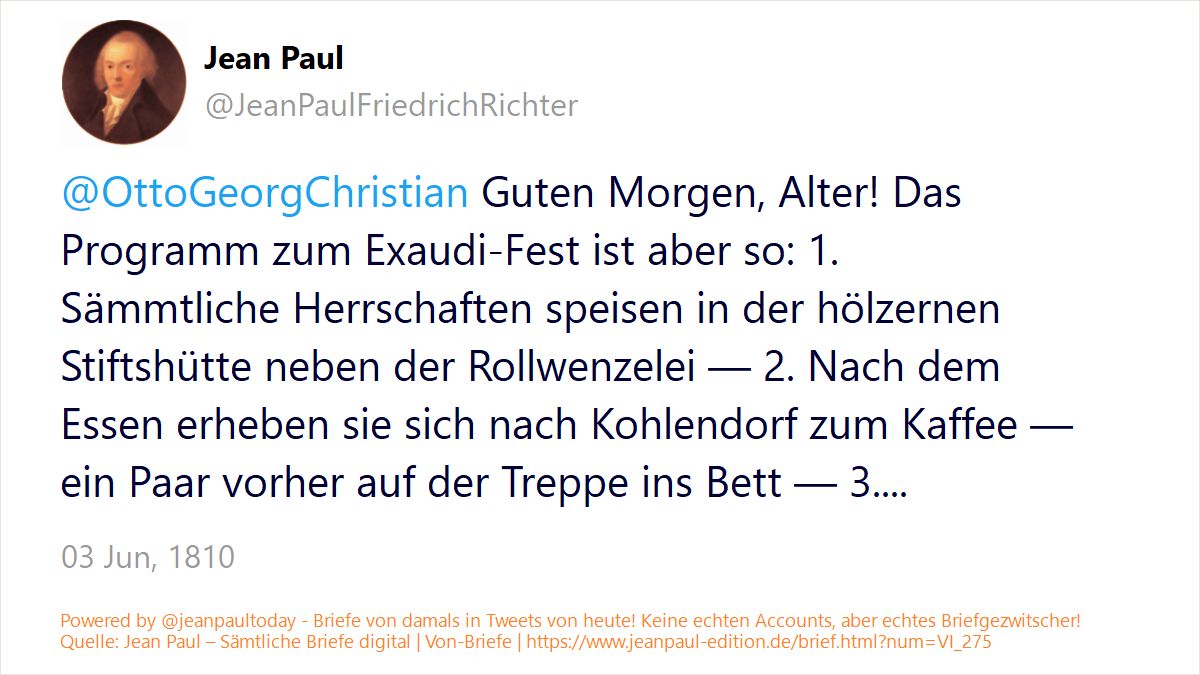 Jean Paul
@JeanPaulFriedrichRichter
@OttoGeorgChristian Guten Morgen, Alter! Das
Programm zum Exaudi-Fest ist aber so: 1.
Sämmtliche Herrschaften speisen in der hölzernen
Stiftshütte neben der Rollwenzelei — 2. Nach dem
Essen erheben sie sich nach Kohlendorf zum Kaffee —
ein Paar vorher auf der Treppe ins Bett — 3....
03 Jun, 1810
Powered by @jeanpaultoday - Briefe von damals in Tweets von heute! Keine echten Accounts, aber echtes Briefgezwitscher!
Quelle: Jean Paul – Sämtliche Briefe digital | Von-Briefe | https://www.jeanpaul-edition.de/brief.html?num=VI_275